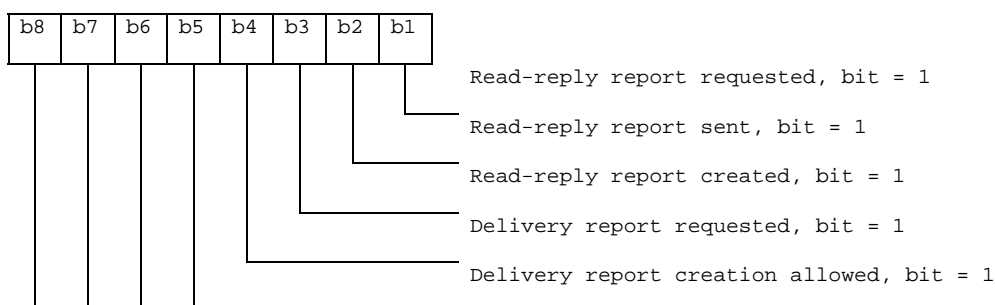 b8 b7 b6 b5 b4 b3 b2 b1
Read-reply report requested, bit = 1
Read-reply report sent, bit = 1
Read-reply report created, bit = 1
Delivery report requested, bit = 1
Delivery report creation allowed, bit = 1